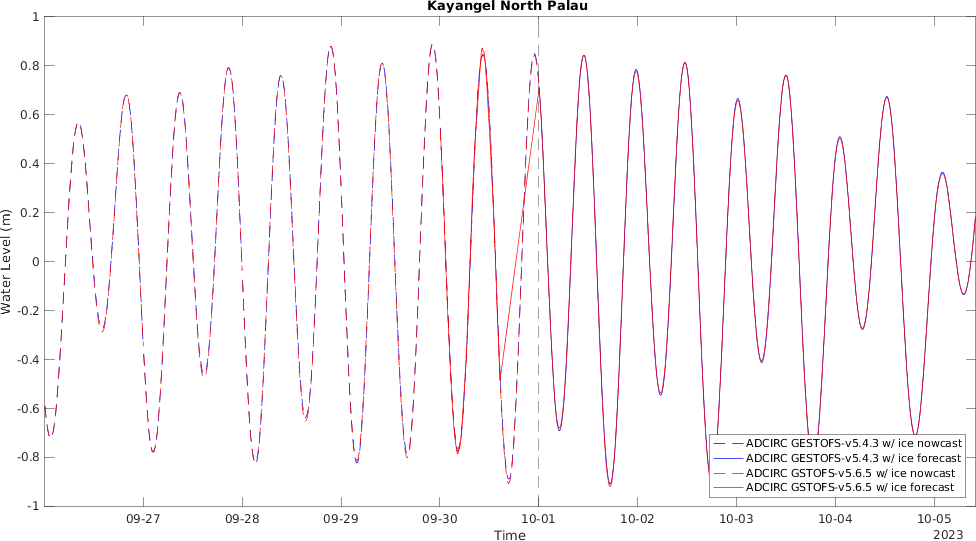 Kayangel North Palau
1
0.8
0.6
0.4
0.2
0
-0.2
-0.4
-0.6
-0.8
-1
Water Level (m)
ADCIRC GESTOFS-v5.4.3 w/ ice nowcast
ADCIRC GESTOFS-v5.4.3 w/ ice forecast
ADCIRC GSTOFS-v5.6.5 w/ ice nowcast
ADCIRC GSTOFS-v5.6.5 w/ ice forecast
09-27 09-28 09-29 09-30 10-01 10-02 10-03 10-04 10-05
Time
2023